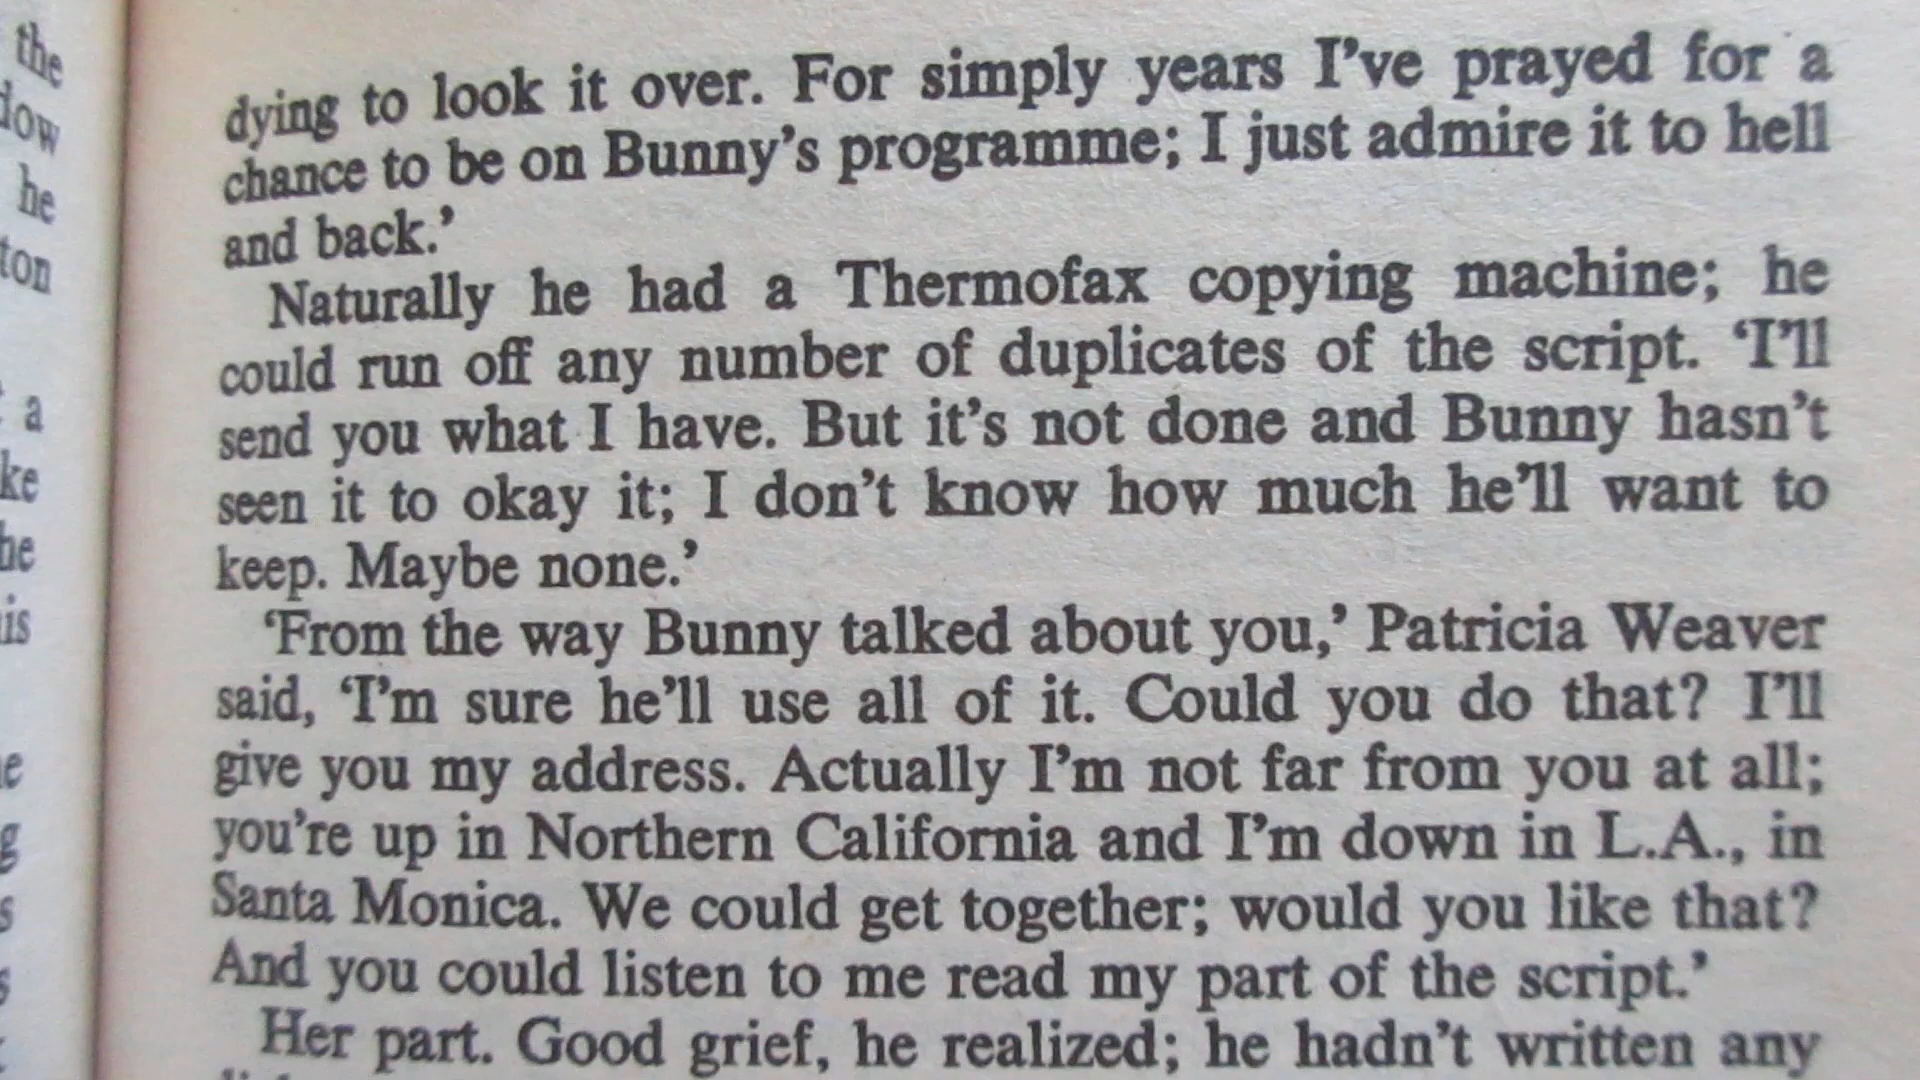 the
dow
he
ton
a
ke
he
is
e
g
s
s
dying to look it over. For simply years I've prayed for a
chance to be on Bunny's programme; I just admire it to hell
and back.’
Naturally he had a Thermofax copying machine; he
could run off any number of duplicates of the script. ‘I'll
send you what I have. But it's not done and Bunny hasn't
seen it to okay it; I don't know how much he'll want to
keep. Maybe none.’
‘From the way Bunny talked about you,’ Patricia Weaver
said, ‘I'm sure he'll use all of it. Could you do that? I'll
give you my address. Actually I'm not far from you at all;
you're up in Northern California and I'm down in L.A., in
Santa Monica. We could get together; would you like that?
And you could listen to me read my part of the script.’
Her part. Good grief, he realized; he hadn't written any